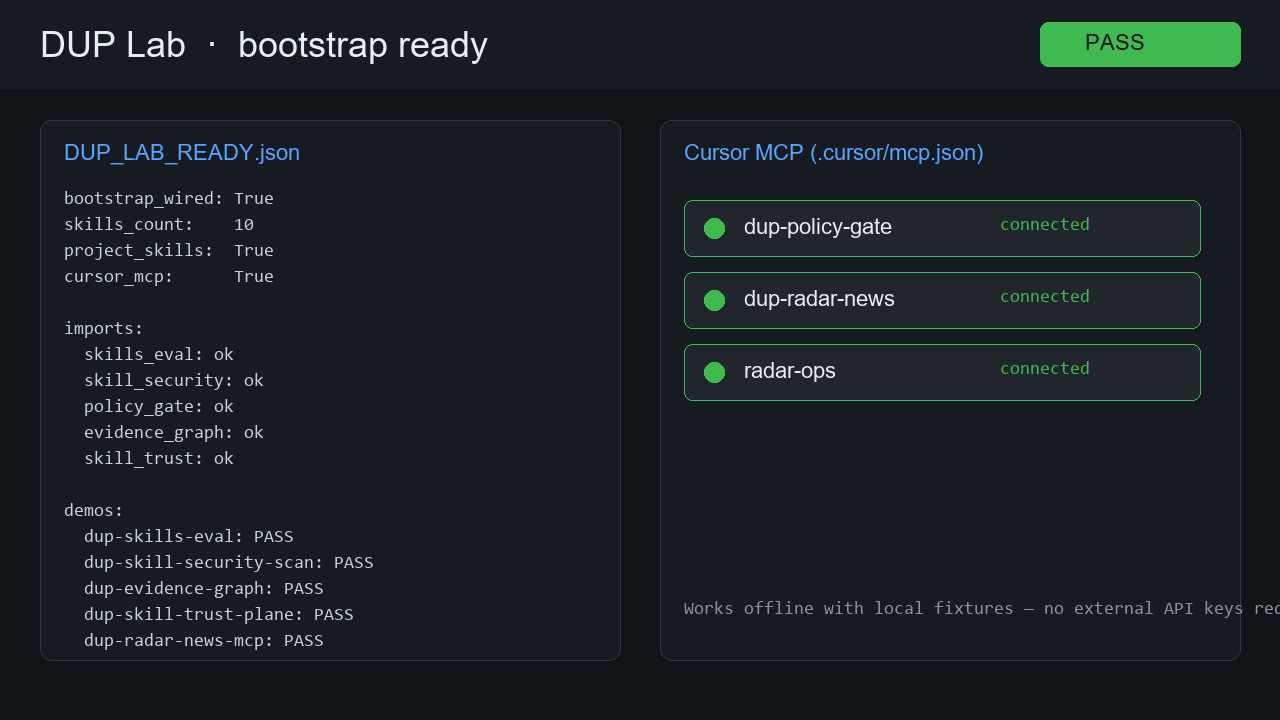 DUP Lab · bootstrap ready
PASS
DUP_LAB_READY.json
bootstrap_wired: True
skills_count:    10
project_skills:  True
cursor_mcp:      True
imports:
  skills_eval: ok
  skill_security: ok
  policy_gate: ok
  evidence_graph: ok
  skill_trust: ok
demos:
  dup-skills-eval: PASS
  dup-skill-security-scan: PASS
  dup-evidence-graph: PASS
  dup-skill-trust-plane: PASS
  dup-radar-news-mcp: PASS
Cursor MCP (.cursor/mcp.json)
dup-policy-gate connected
dup-radar-news connected
radar-ops connected
Works offline with local fixtures — no external API keys